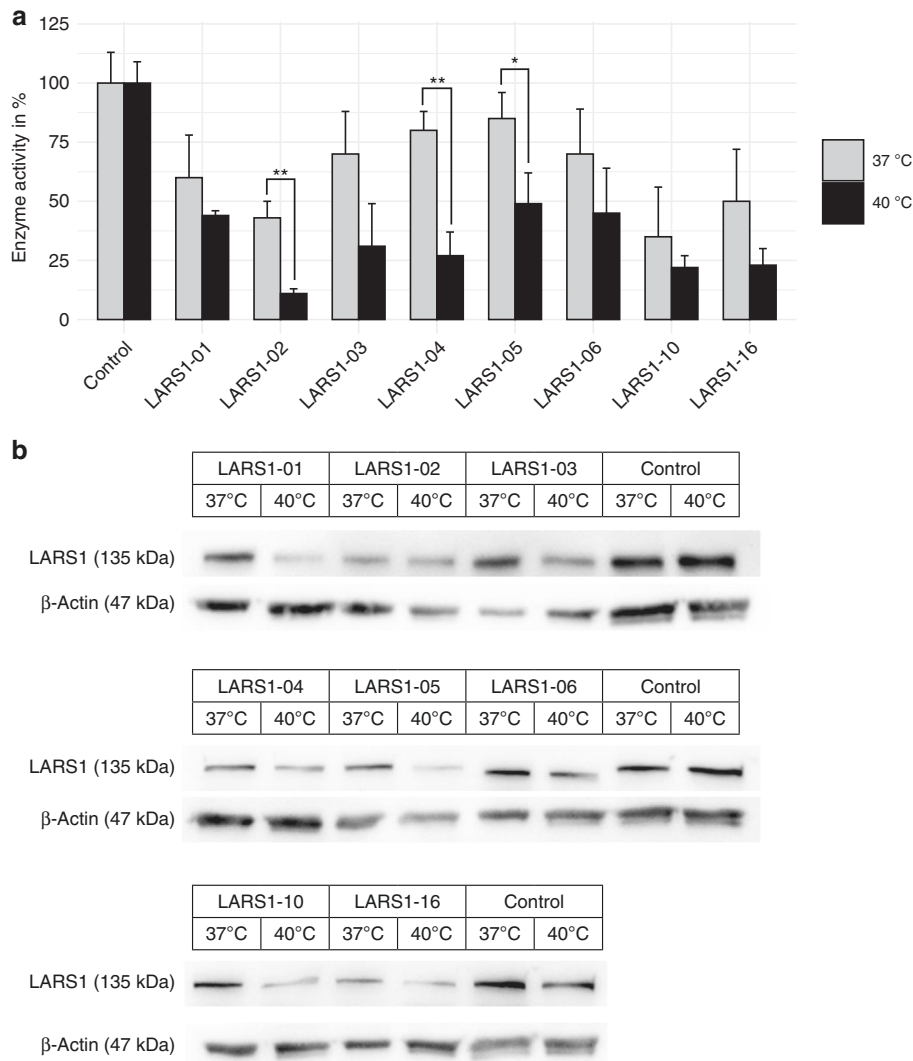 a
Enzyme activity in %
125
100
75
50
25
0
** ** *
37 °C
40 °C
Control LARS1-01 LARS1-02 LARS1-03 LARS1-04 LARS1-05 LARS1-06 LARS1-10 LARS1-16
b
LARS1-01 LARS1-02 LARS1-03 Control
37°C 40°C 37°C 40°C 37°C 40°C 37°C 40°C
LARS1 (135 kDa)
β-Actin (47 kDa)
LARS1-04 LARS1-05 LARS1-06 Control
37°C 40°C 37°C 40°C 37°C 40°C 37°C 40°C
LARS1 (135 kDa)
β-Actin (47 kDa)
LARS1-10 LARS1-16 Control
37°C 40°C 37°C 40°C 37°C 40°C
LARS1 (135 kDa)
β-Actin (47 kDa)